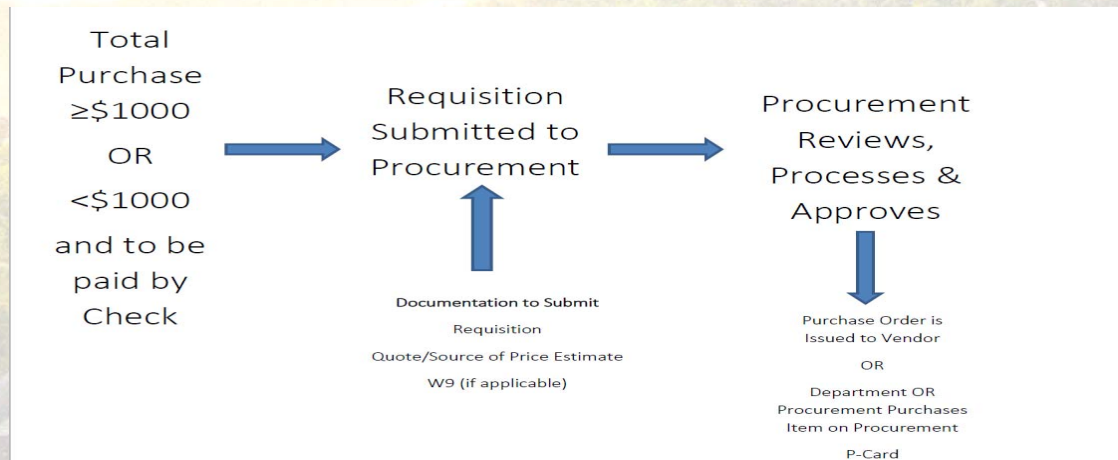 Total
Purchase
≥$1000
OR
<$1000
and to be
paid by
Check
Requisition
Submitted to
Procurement
Documentation to Submit
Requisition
Quote/Source of Price Estimate
W9 (if applicable)
Procurement
Reviews,
Processes &
Approves
Purchase Order is
Issued to Vendor
OR
Department OR
Procurement Purchases
Item on Procurement
P-Card